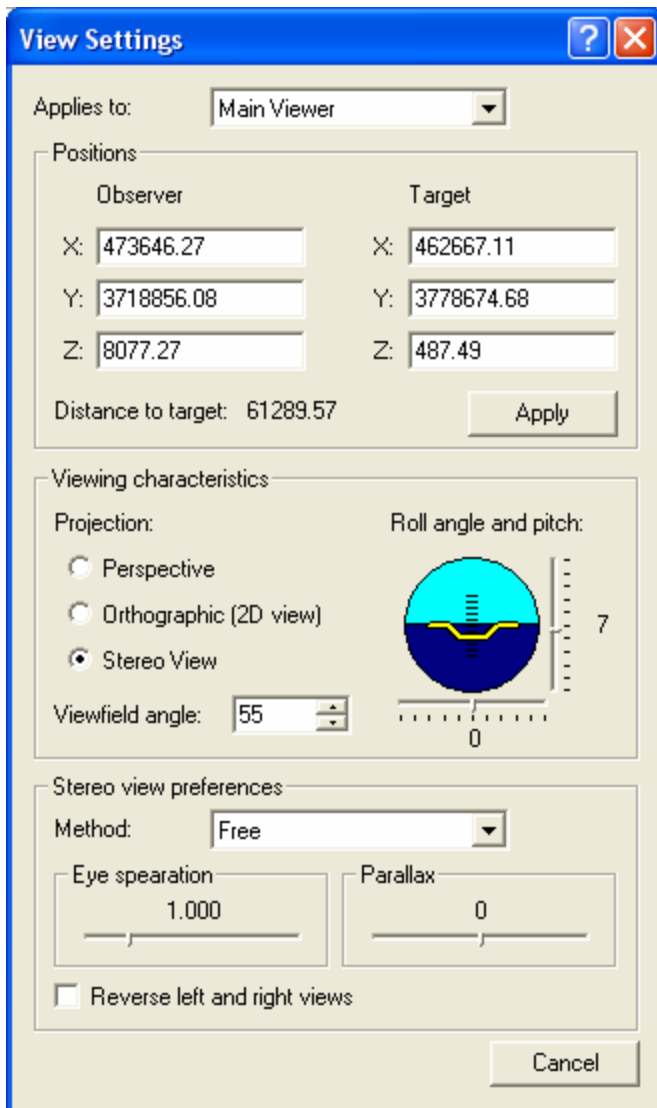 View Settings
?
Applies to: Main Viewer
Positions
Observer Target
X: 473646.27 X: 462667.11
Y: 3718856.08 Y: 3778674.68
Z: 8077.27 Z: 487.49
Distance to target: 61289.57 Apply
Viewing characteristics
Projection: Roll angle and pitch:
Perspective
Orthographic (2D view)
7
Stereo View
Viewfield angle: 55
0
Stereo view preferences
Method: Free
Eye spearation Parallax
1.000 0
Reverse left and right views
Cancel